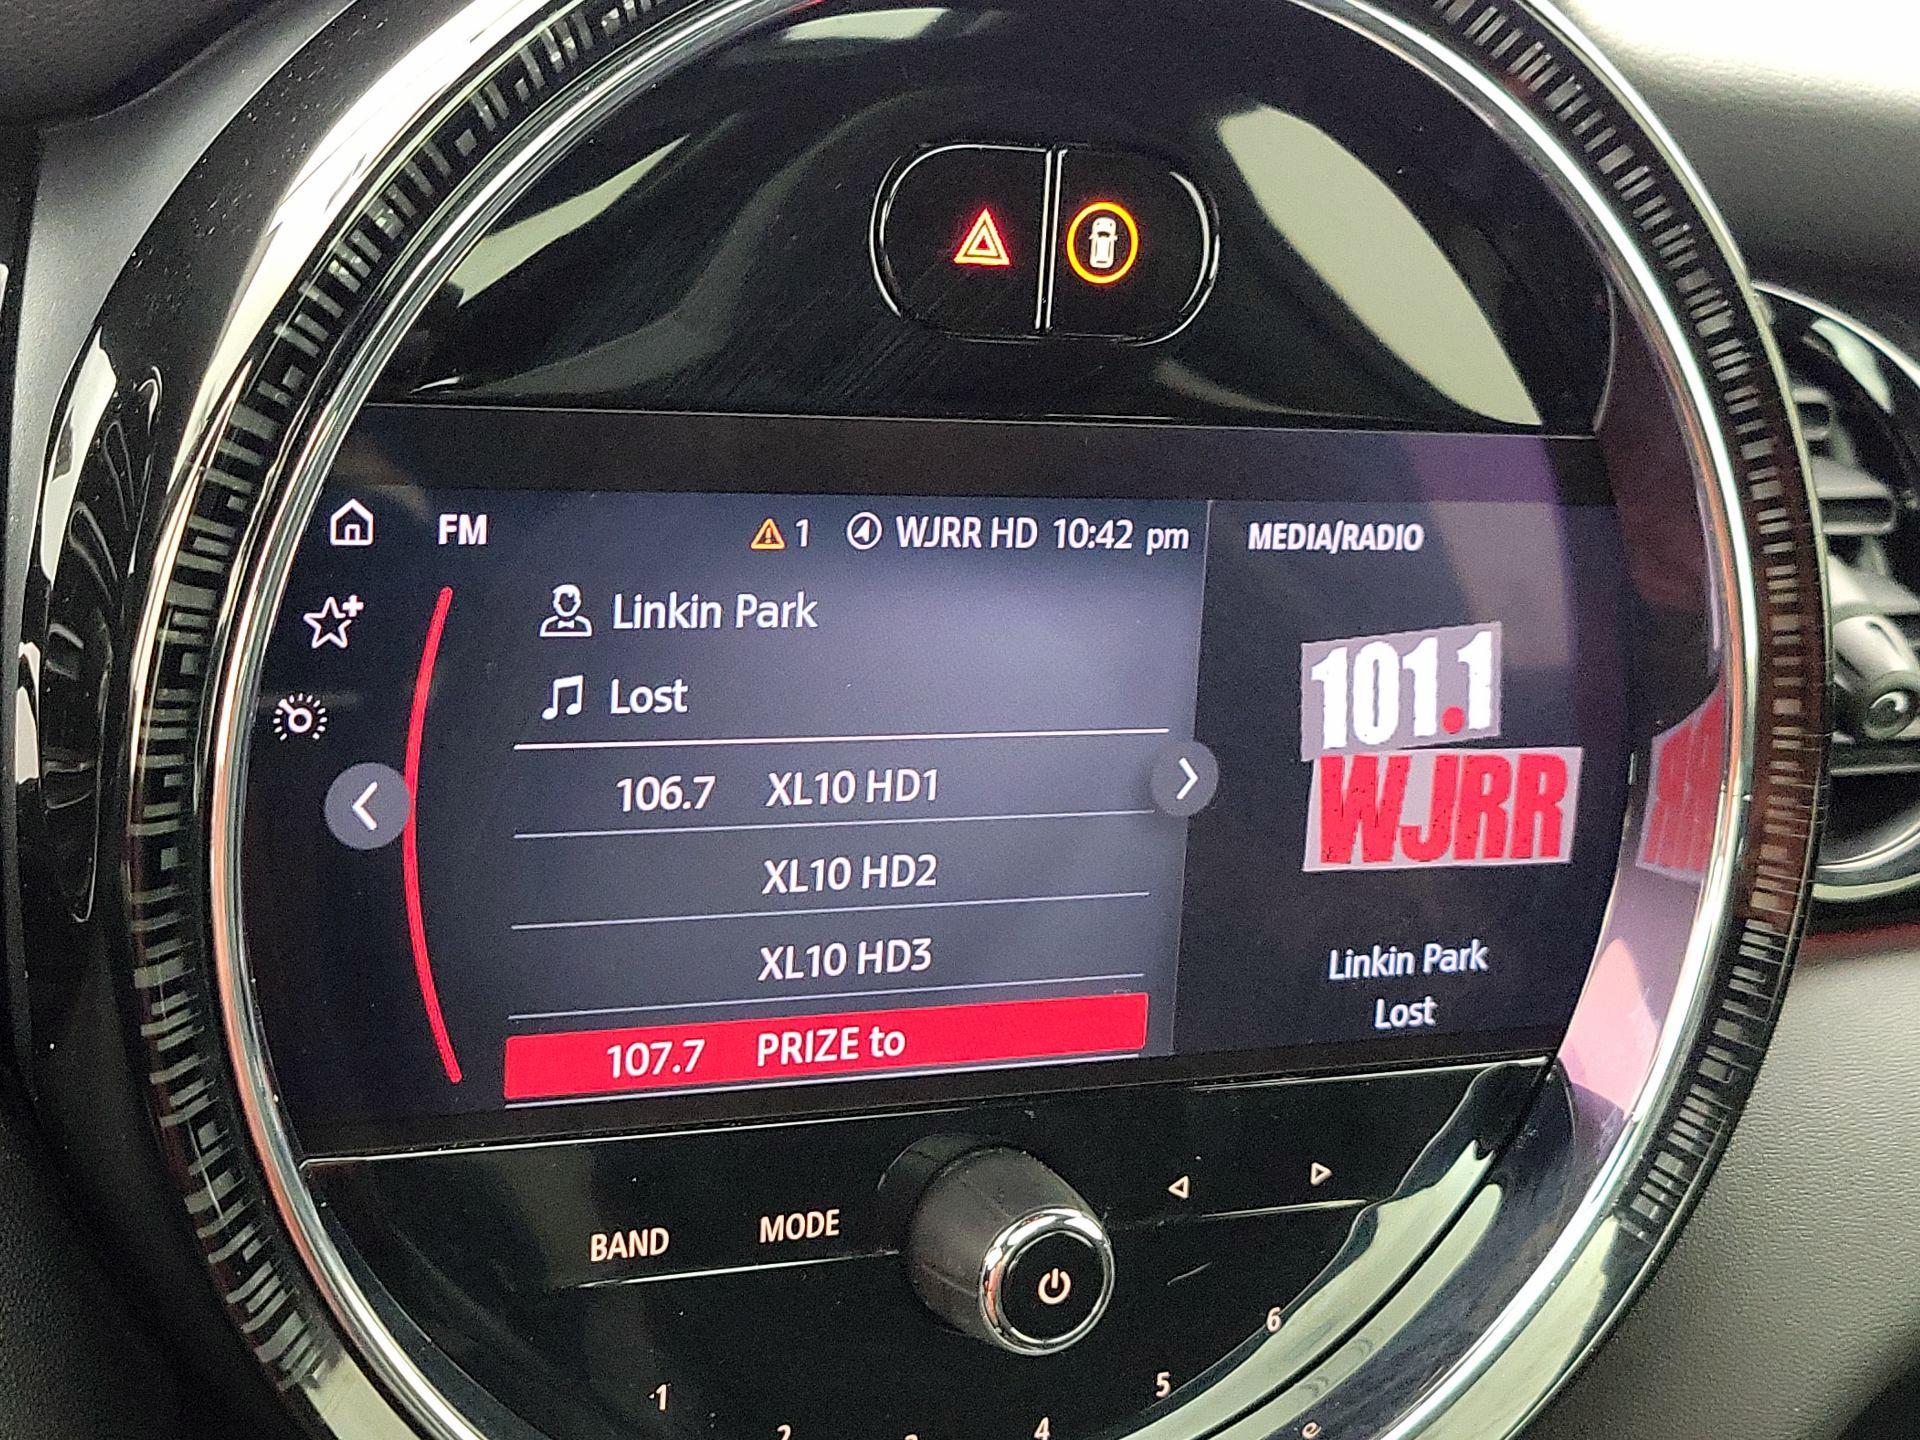 FM
1 WJRR HD 10:42 pm
MEDIA/RADIO
Linkin Park
Lost
106.7 XL10 HD1
XL10 HD2
XL10 HD3
107.7 PRIZE to
101.1
WJRR
Linkin Park
Lost
BAND MODE
1
2
4
5
6